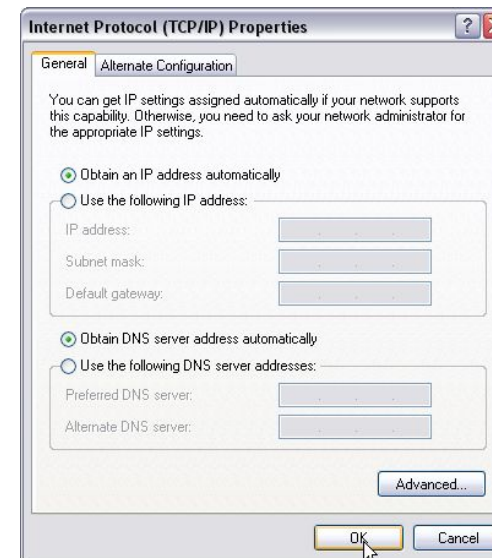 Internet Protocol (TCP/IP) Properties
General
Alternate Configuration
You can get IP settings assigned automatically if your network supports
this capability. Otherwise, you need to ask your network administrator for
the appropriate IP settings.
Obtain an IP address automatically
Use the following IP address:
IP address:
Subnet mask:
Default gateway:
Obtain DNS server address automatically
Use the following DNS server addresses:
Preferred DNS server:
Alternate DNS server:
Advanced...
OK
Cancel